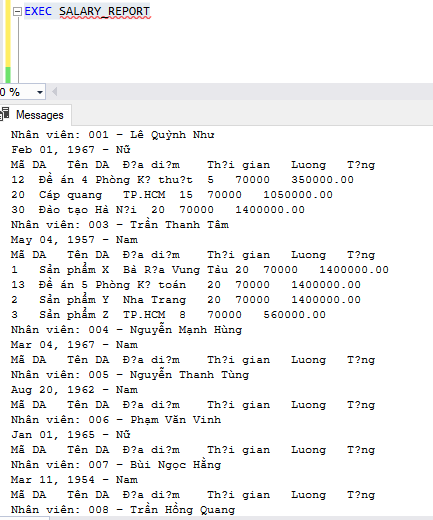 EXEC SALARY_REPORT
0 %
Messages
Nhân viên: 001 - Lê Quỳnh Như
Feb 01, 1967 - Nữ
Mã DA Tên DA Đ?a di?m Th?i gian Luong T?ng
12 Đề án 4 Phòng K? thu?t 5 70000 350000.00
20 Cáp quang TP.HCM 15 70000 1050000.00
30 Đào tạo Hà N?i 20 70000 1400000.00
Nhân viên: 003 - Trần Thanh Tâm
May 04, 1957 - Nam
Mã DA Tên DA Đ?a di?m Th?i gian Luong T?ng
1 Sản phẩm X Bà R?a Vung Tàu 20 70000 1400000.00
13 Đề án 5 Phòng K? toán 20 70000 1400000.00
2 Sản phẩm Y Nha Trang 20 70000 1400000.00
3 Sản phẩm Z TP.HCM 8 70000 560000.00
Nhân viên: 004 - Nguyễn Mạnh Hùng
Mar 04, 1967 - Nam
Mã DA Tên DA Đ?a di?m Th?i gian Luong T?ng
Nhân viên: 005 - Nguyễn Thanh Tùng
Aug 20, 1962 - Nam
Mã DA Tên DA Đ?a di?m Th?i gian Luong T?ng
Nhân viên: 006 - Phạm Văn Vinh
Jan 01, 1965 - Nữ
Mã DA Tên DA Đ?a di?m Th?i gian Luong T?ng
Nhân viên: 007 - Bùi Ngọc Hằng
Mar 11, 1954 - Nam
Mã DA Tên DA Đ?a di?m Th?i gian Luong T?ng
Nhân viên: 008 - Trần Hồng Quang